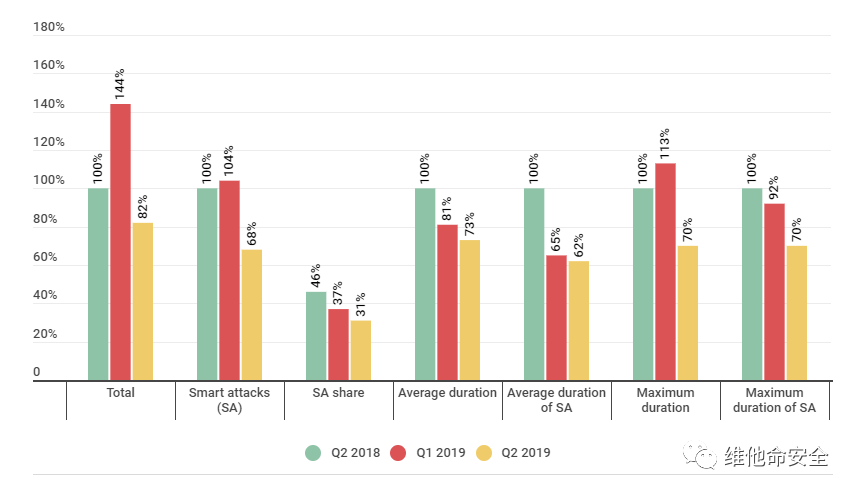 180%
160%
140%
120%
100%
80%
60%
40%
20%
0
100%
144%
82%
100%
104%
68%
46%
37%
31%
100%
81%
73%
100%
65%
62%
100%
113%
70%
100%
92%
70%
Total
Smart attacks
(SA)
SA share
Average duration
Average duration
of SA
Maximum
duration
Maximum
duration of SA
Q2 2018
Q1 2019
Q2 2019
维他命安全